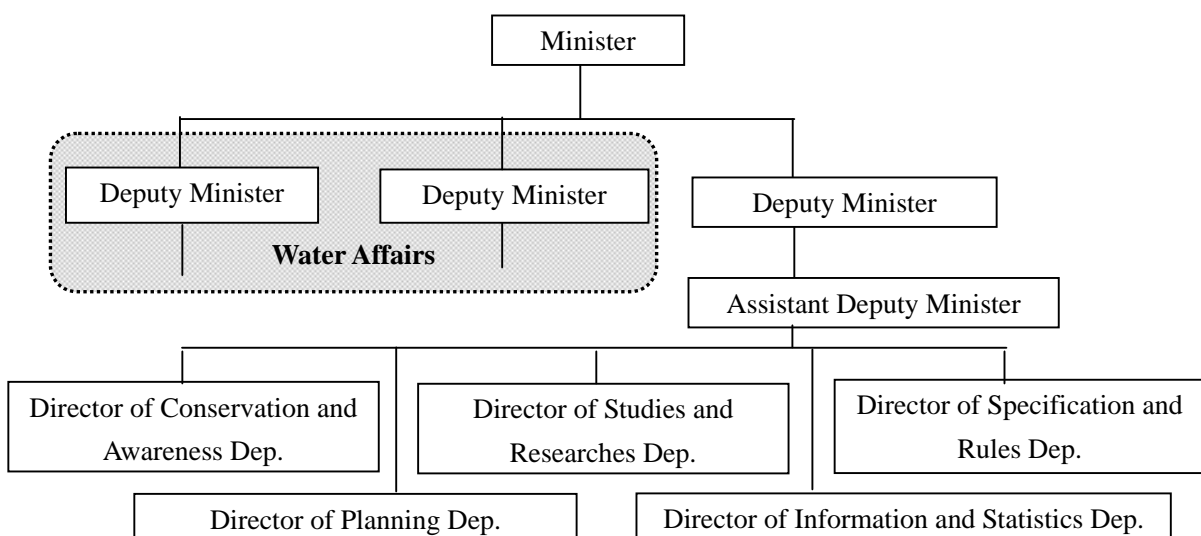 Minister
Deputy Minister
Deputy Minister
Deputy Minister
Water Affairs
Assistant Deputy Minister
Director of Conservation and
Awareness Dep.
Director of Studies and
Researches Dep.
Director of Specification and
Rules Dep.
Director of Planning Dep.
Director of Information and Statistics Dep.